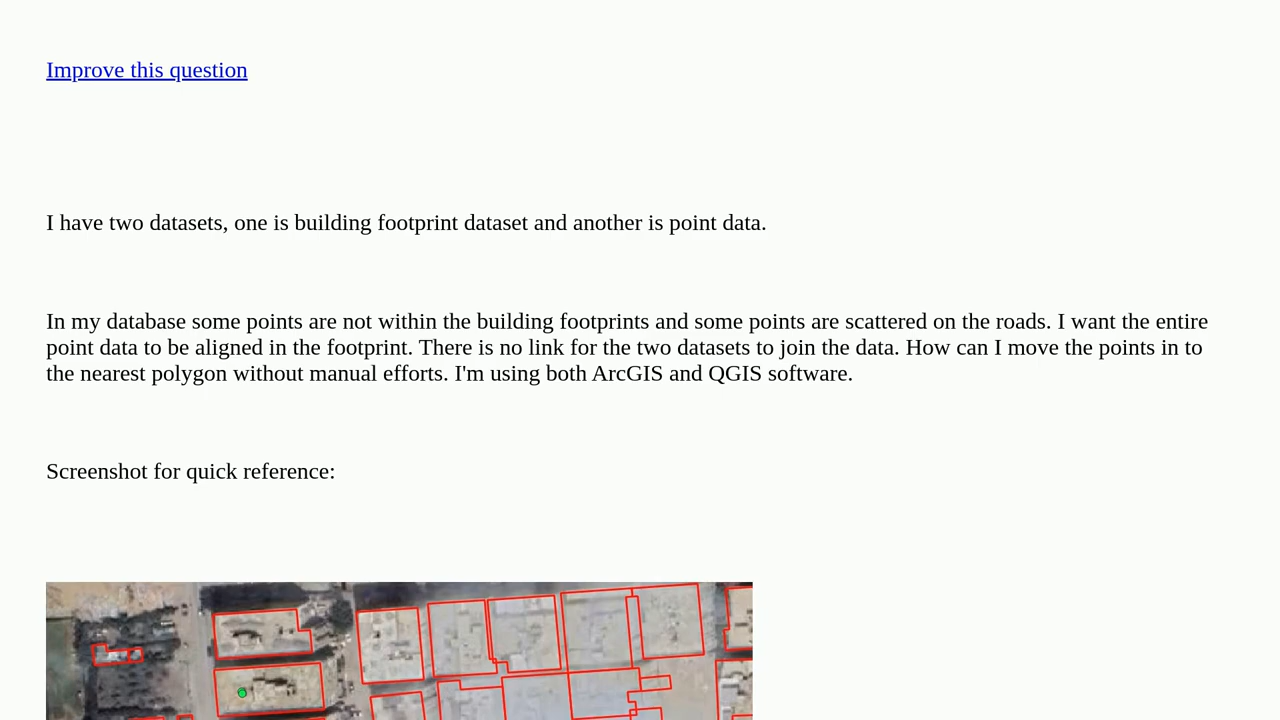 Improve this question
I have two datasets, one is building footprint dataset and another is point data.
In my database some points are not within the building footprints and some points are scattered on the roads. I want the entire
point data to be aligned in the footprint. There is no link for the two datasets to join the data. How can I move the points in to
the nearest polygon without manual efforts. I'm using both ArcGIS and QGIS software.
Screenshot for quick reference: